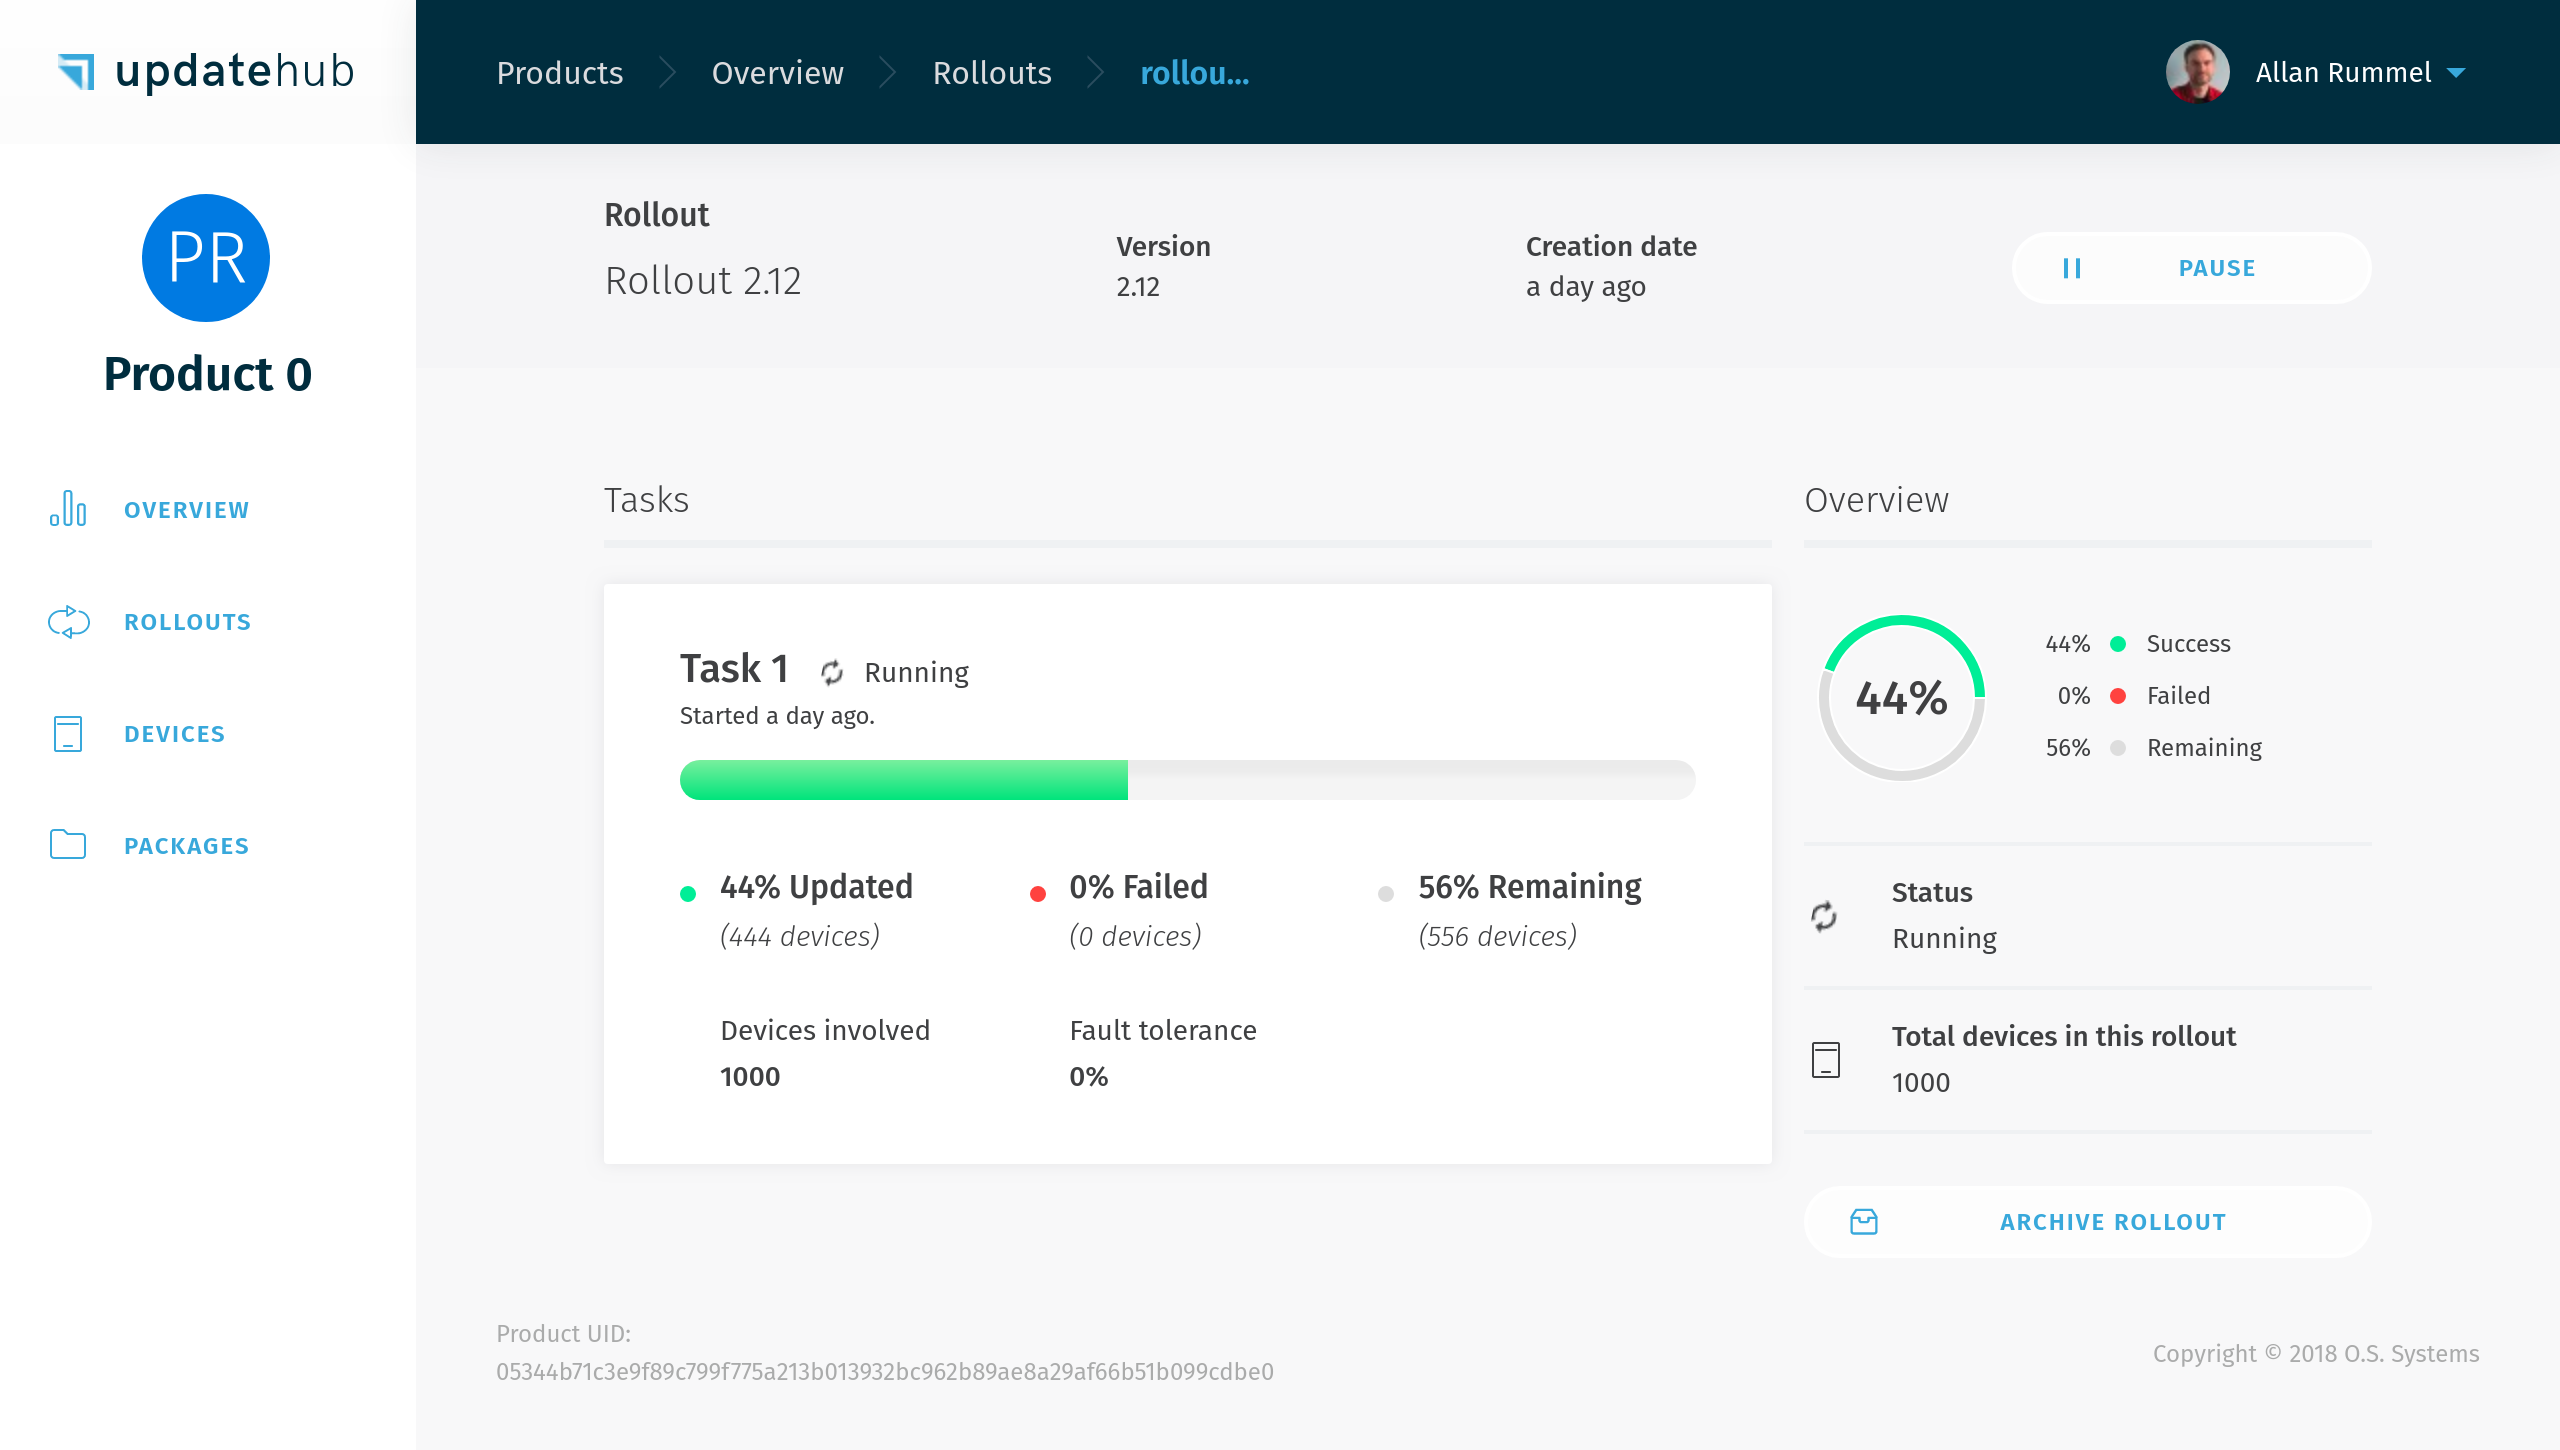 updatehub
Products
Overview
Rollouts
rollou...
Allan Rummel
PR
Product 0
OVERVIEW
ROLLOUTS
DEVICES
PACKAGES
Rollout
Rollout 2.12
Version
2.12
Creation date
a day ago
PAUSE
Tasks
Task 1
Running
Started a day ago.
44% Updated
(444 devices)
0% Failed
(0 devices)
56% Remaining
(556 devices)
Devices involved
1000
Fault tolerance
0%
Overview
44%
44% Success
0% Failed
56% Remaining
Status
Running
Total devices in this rollout
1000
ARCHIVE ROLLOUT
Product UID:
05344b71c3e9f89c799f775a213b013932bc962b89ae8a29af66b51b099cdbe0
Copyright © 2018 O.S. Systems